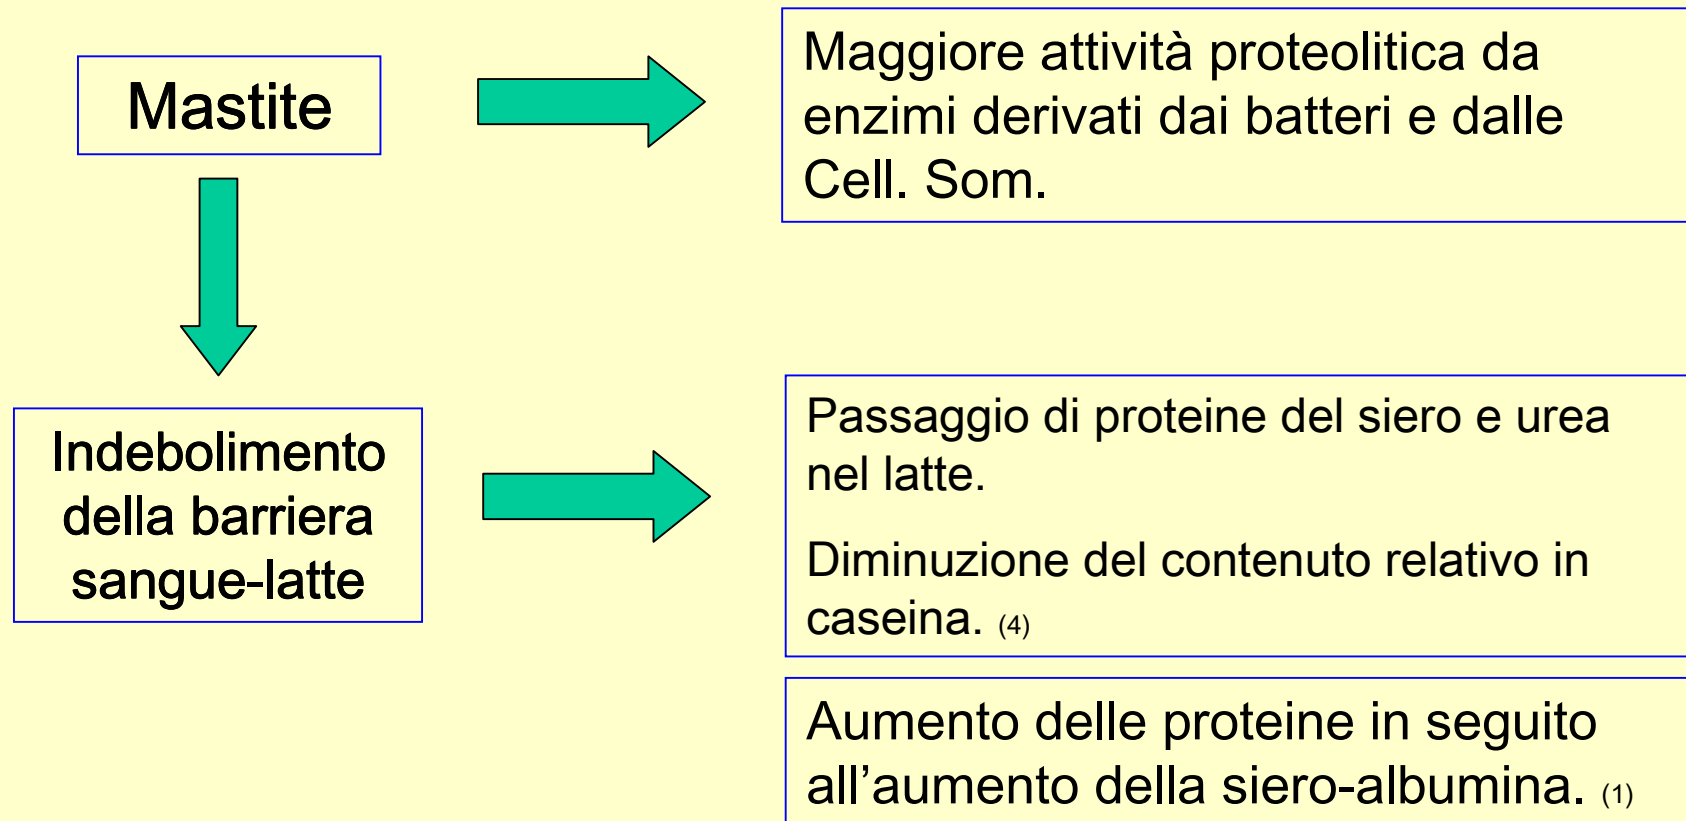 Mastite
Maggiore attività proteolitica da
enzimi derivati dai batteri e dalle
Cell. Som.
Indebolimento
della barriera
sangue-latte
Passaggio di proteine del siero e urea
nel latte.
Diminuzione del contenuto relativo in
caseina. (4)
Aumento delle proteine in seguito
all’aumento della siero-albumina. (1)